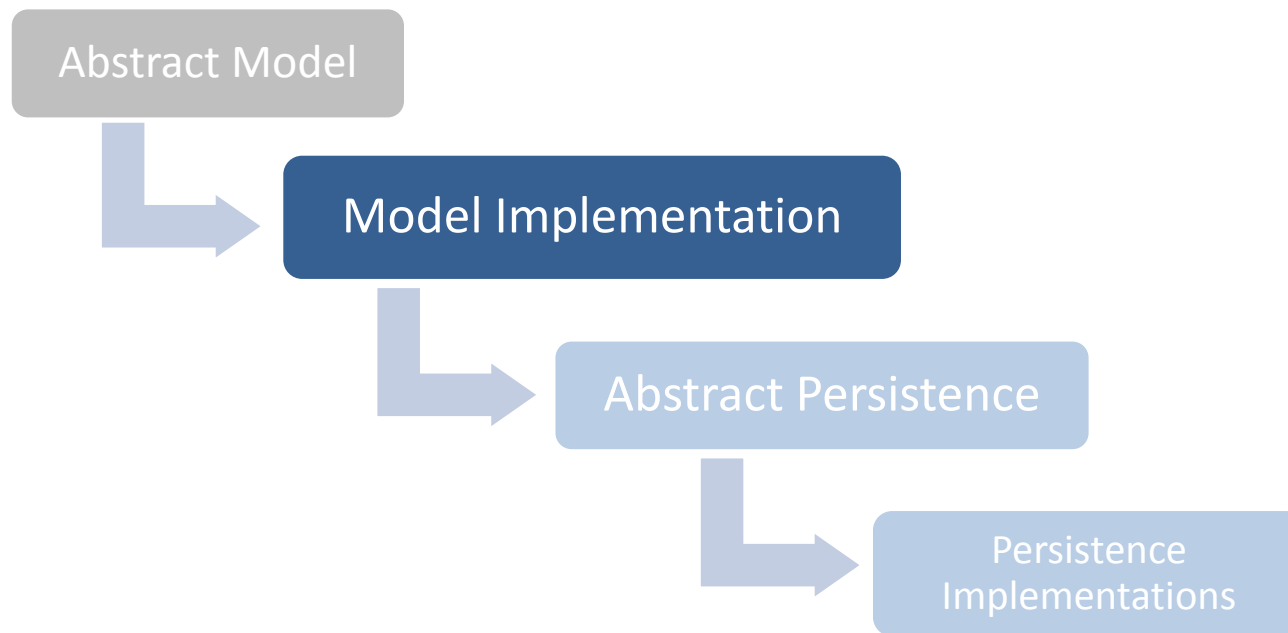 Abstract Model
Model Implementation
Abstract Persistence
Persistence
Implementations